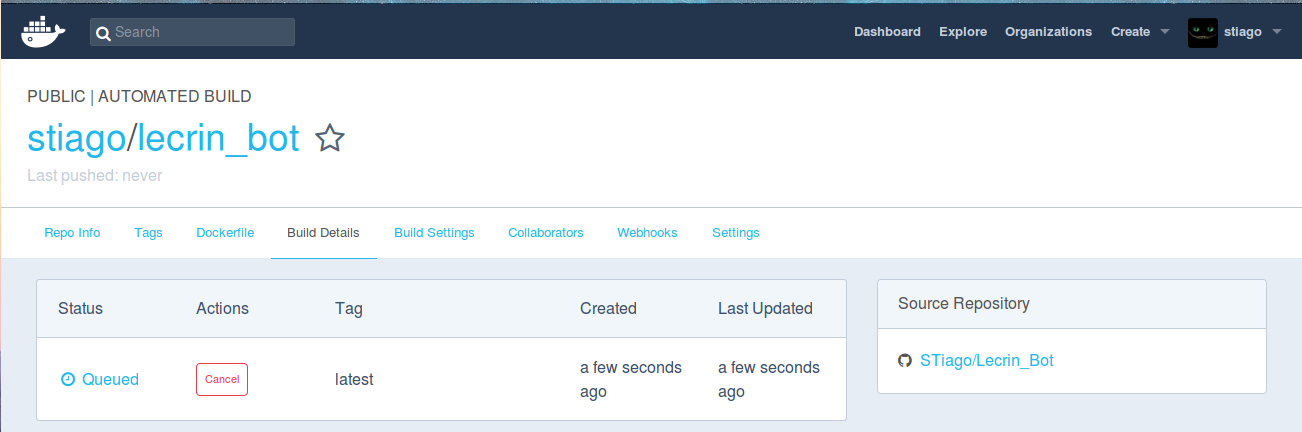 Search
Dashboard Explore Organizations Create stiago
PUBLIC | AUTOMATED BUILD
stiago/lecrin_bot
Last pushed: never
Repo Info Tags Dockerfile Build Details Build Settings Collaborators Webhooks Settings
Status Actions Tag Created Last Updated
Queued Cancel latest a few seconds ago a few seconds ago
Source Repository
STiago/Lecrin_Bot